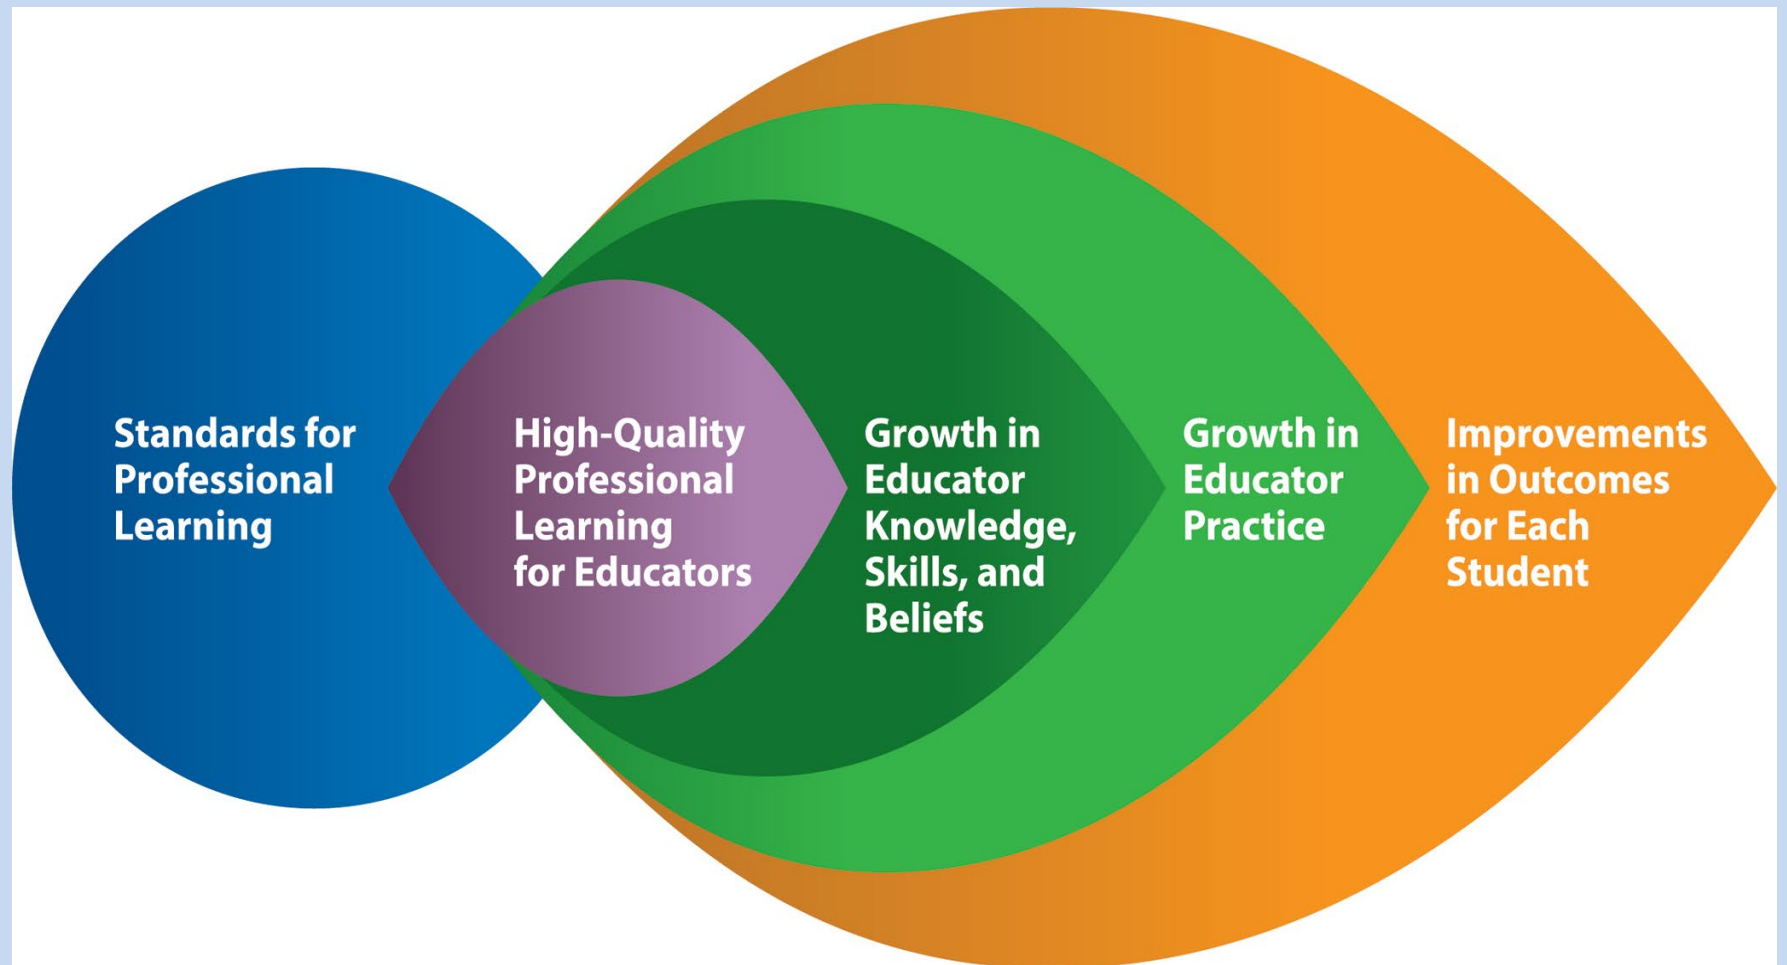 Standards for
Professional
Learning
High-Quality
Professional
Learning
for Educators
Growth in
Educator
Knowledge,
Skills, and
Beliefs
Growth in
Educator
Practice
Improvements
in Outcomes
for Each
Student